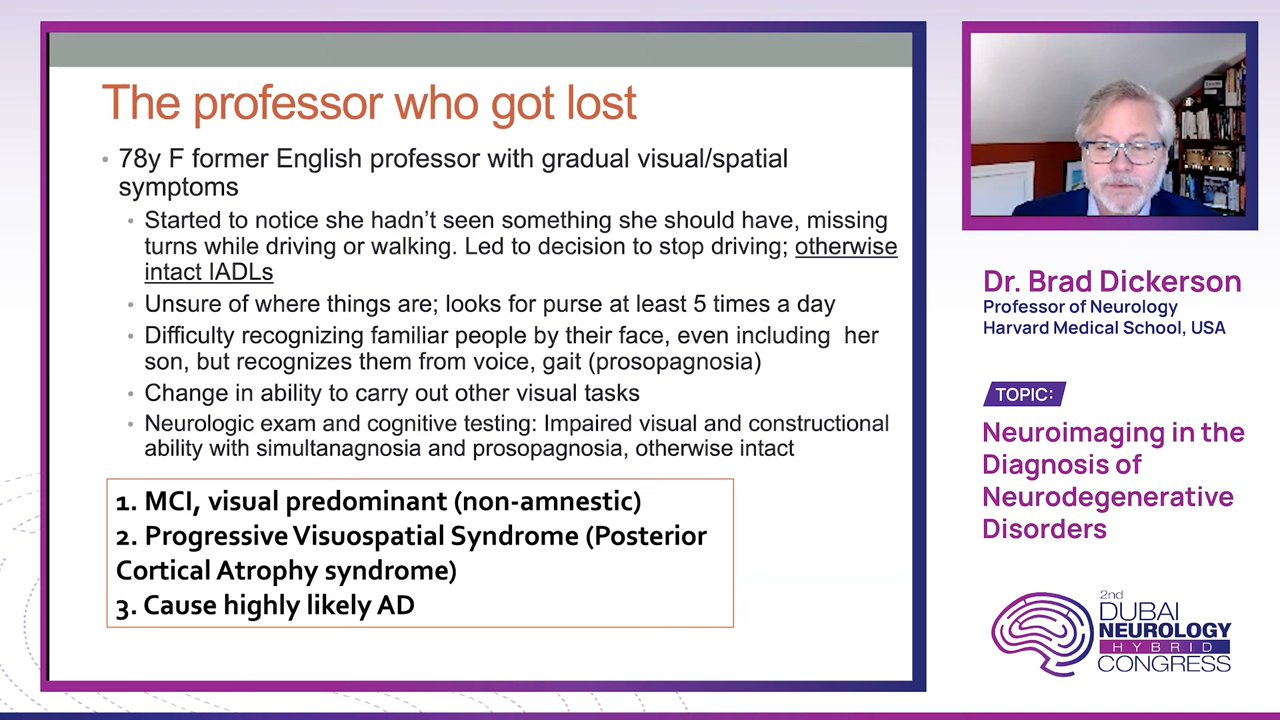 The professor who got lost
• 78y F former English professor with gradual visual/spatial
symptoms
• Started to notice she hadn't seen something she should have, missing
turns while driving or walking. Led to decision to stop driving; otherwise
intact IADLs
• Unsure of where things are; looks for purse at least 5 times a day
• Difficulty recognizing familiar people by their face, even including her
son, but recognizes them from voice, gait (prosopagnosia)
• Change in ability to carry out other visual tasks
• Neurologic exam and cognitive testing: Impaired visual and constructional
ability with simultanagnosia and prosopagnosia, otherwise intact
1. MCI, visual predominant (non-amnestic)
2. Progressive Visuospatial Syndrome (Posterior
Cortical Atrophy syndrome)
3. Cause highly likely AD
Dr. Brad Dickerson
Professor of Neurology
Harvard Medical School, USA
TOPIC:
Neuroimaging in the
Diagnosis of
Neurodegenerative
Disorders
2nd
DUBAI
NEUROLOGY
HYBRID
CONGRESS